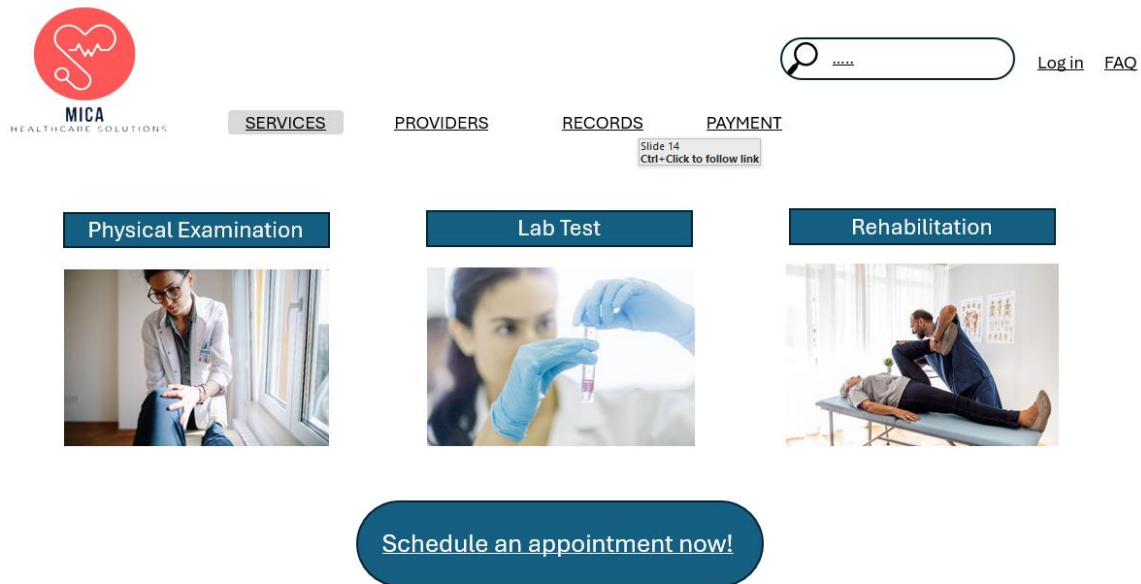 MICA
HEALTHCARE SOLUTIONS
..... 
Log in FAQ
SERVICES PROVIDERS RECORDS PAYMENT
Slide 14
Ctrl+Click to follow link
Physical Examination Lab Test Rehabilitation
Schedule an appointment now!